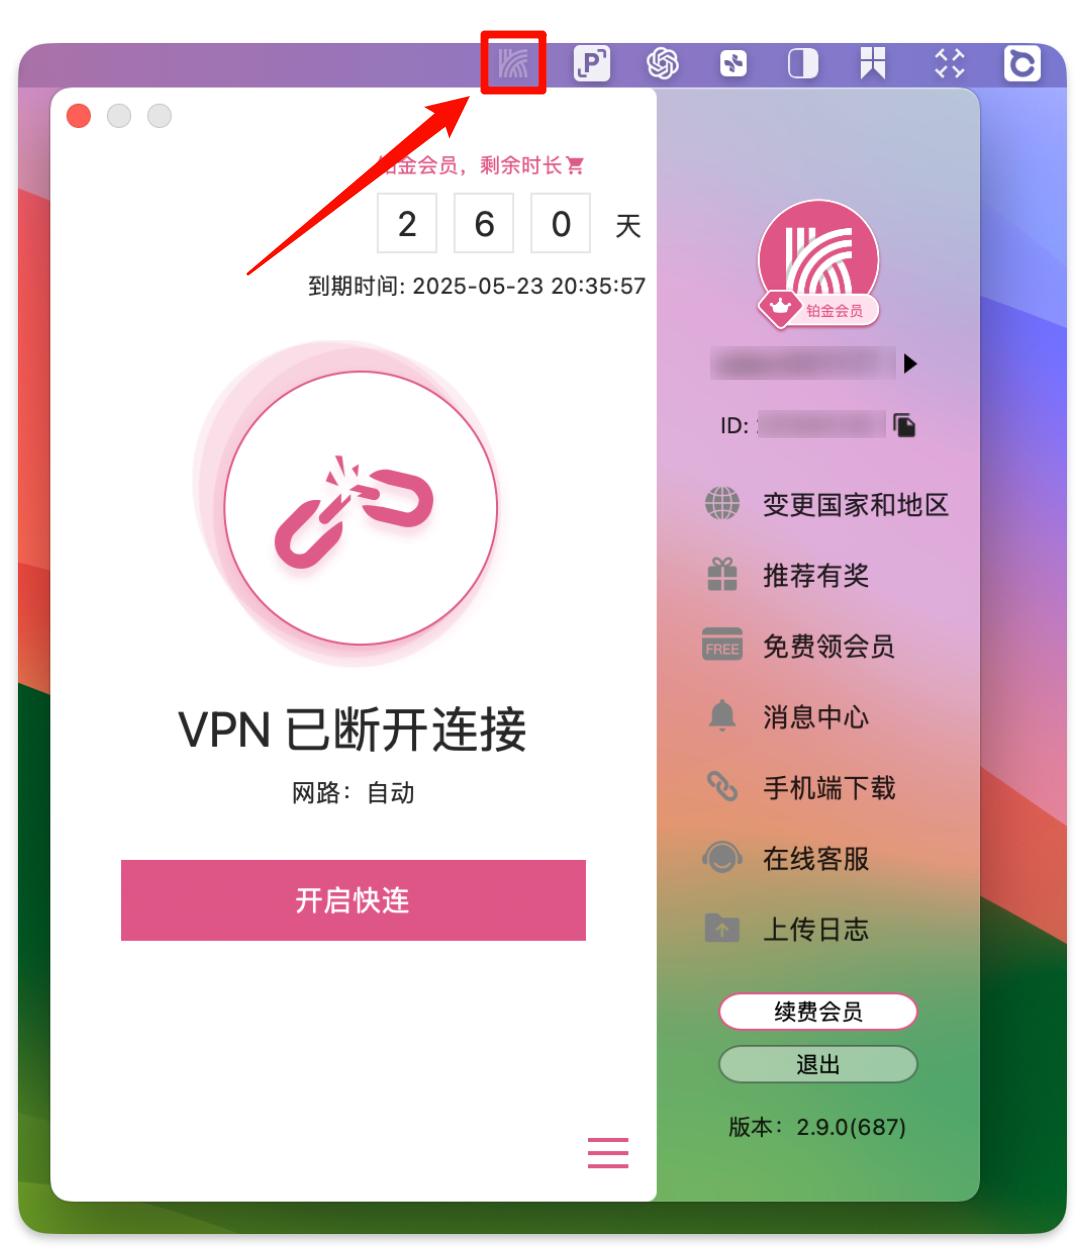 铂金会员，剩余时长
2 6 0 天
到期时间: 2025-05-23 20:35:57
VPN 已断开连接
网路：自动
开启快连
铂金会员
ID:
变更国家和地区
推荐有奖
FREE 免费领会员
消息中心
手机端下载
在线客服
上传日志
续费会员
退出
版本：2.9.0(687)